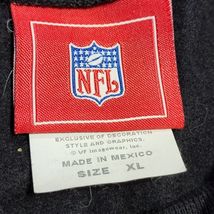 NFL
EXCLUSIVE OF DECORATION
STYLE AND GRAPHICS.
© VF Imagewear, Inc.
MADE IN MEXICO
SIZE XL